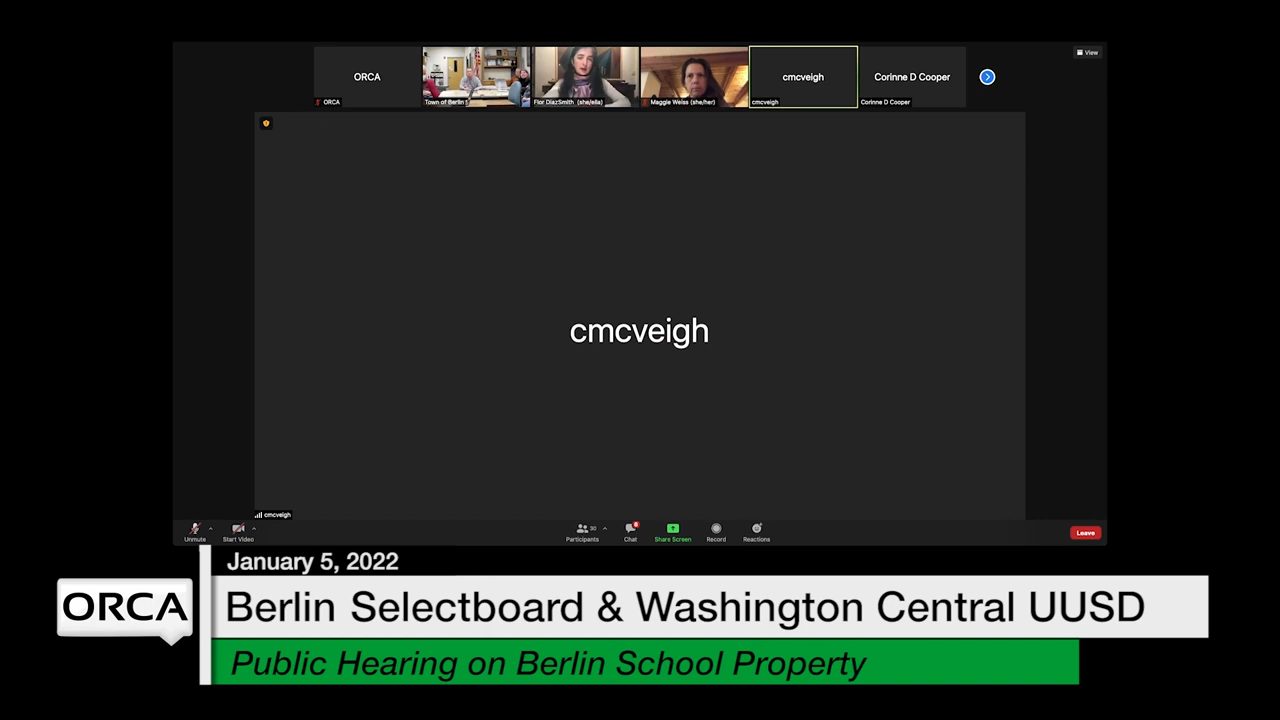 View
ORCA
cmcveigh
Corinne D Cooper
ORCA
Town of Berlin
Flor DiazSmith (she/ella)
Maggie Weiss (she/her)
cmcveigh
Corinne D Cooper
cmcveigh
cmcveigh
Unmute
Start Video
30
Participants
8
Chat
Share Screen
Record
Reactions
Leave
January 5, 2022
ORCA
Berlin Selectboard & Washington Central UUSD
Public Hearing on Berlin School Property